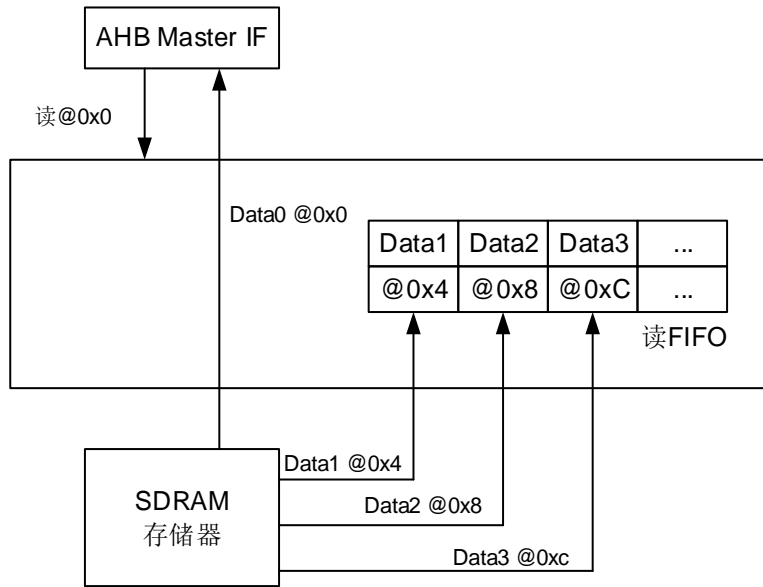 AHB Master IF
读@0x0
Data0 @0x0
Data1 Data2 Data3 ...
@0x4 @0x8 @0xC ...
读FIFO
Data1 @0x4
SDRAM
存储器
Data2 @0x8
Data3 @0xc